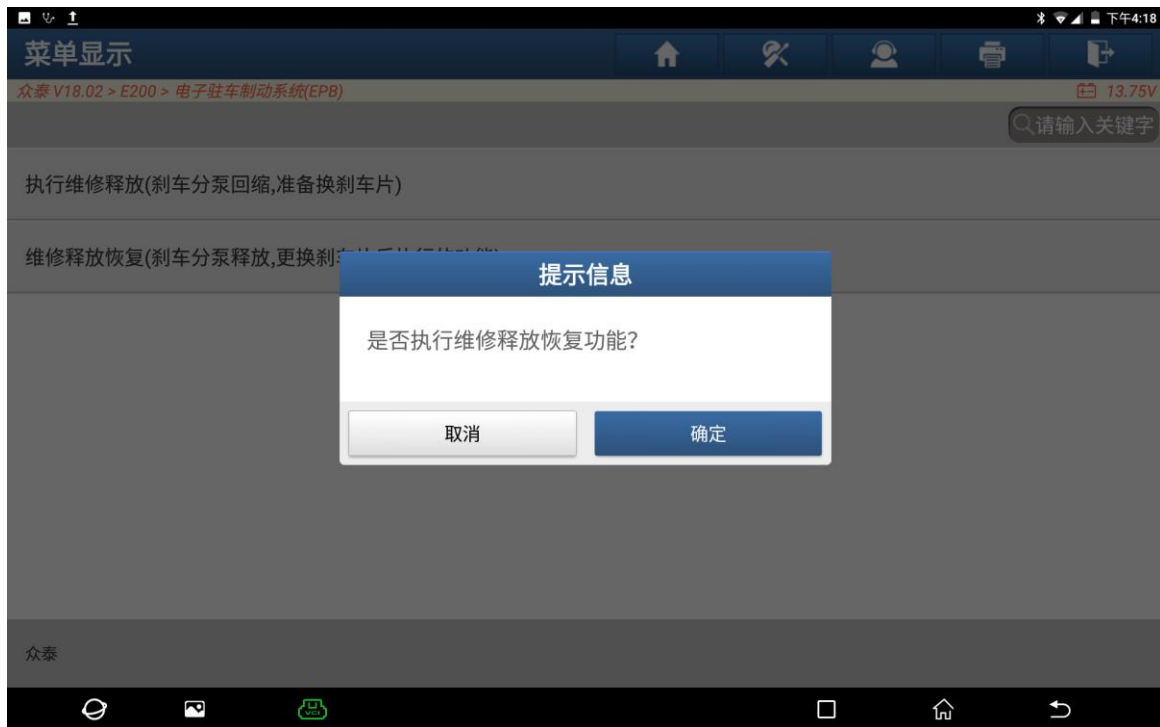 下午4:18
菜单显示
众泰 V18.02 > E200 > 电子驻车制动系统(EPB)
13.75V
请输入关键字
执行维修释放(刹车分泵回缩,准备换刹车片)
维修释放恢复(刹车分泵释放,更换刹
提示信息
是否执行维修释放恢复功能?
取消
确定
众泰
VCI